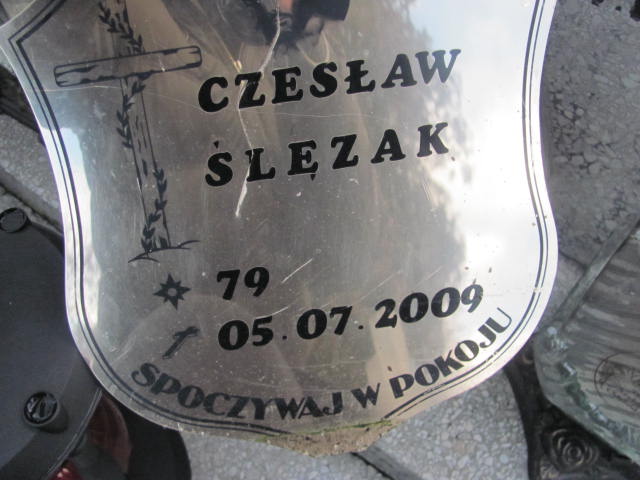 CZESŁAW
ŚLĘZAK
79
05.07.2009
SPOCZYWAJ W POKOJU